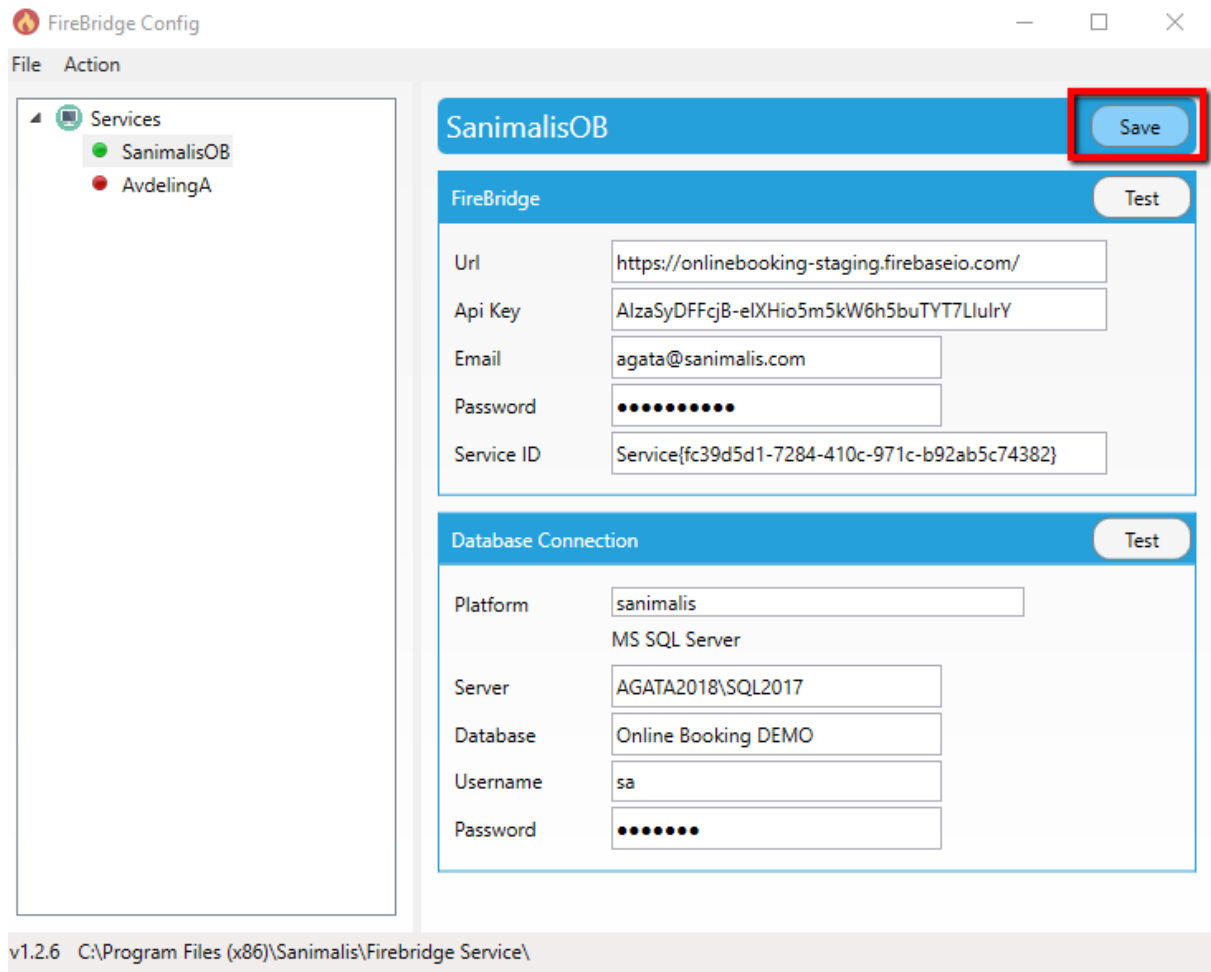 FireBridge Config
File Action
Services
SanimalisOB
AvdelingA
SanimalisOB
Save
FireBridge
Test
Url
https://onlinebooking-staging.firebaseio.com/
Api Key
AIzaSyDFFcjB-eIXHio5m5kW6h5buTYT7LIuIrY
Email
agata@sanimalis.com
Password
●●●●●●●●●●
Service ID
Service{fc39d5d1-7284-410c-971c-b92ab5c74382}
Database Connection
Test
Platform
sanimalis
MS SQL Server
Server
AGATA2018\SQL2017
Database
Online Booking DEMO
Username
sa
Password
●●●●●●●
v1.2.6 C:\Program Files (x86)\Sanimalis\Firebridge Service\